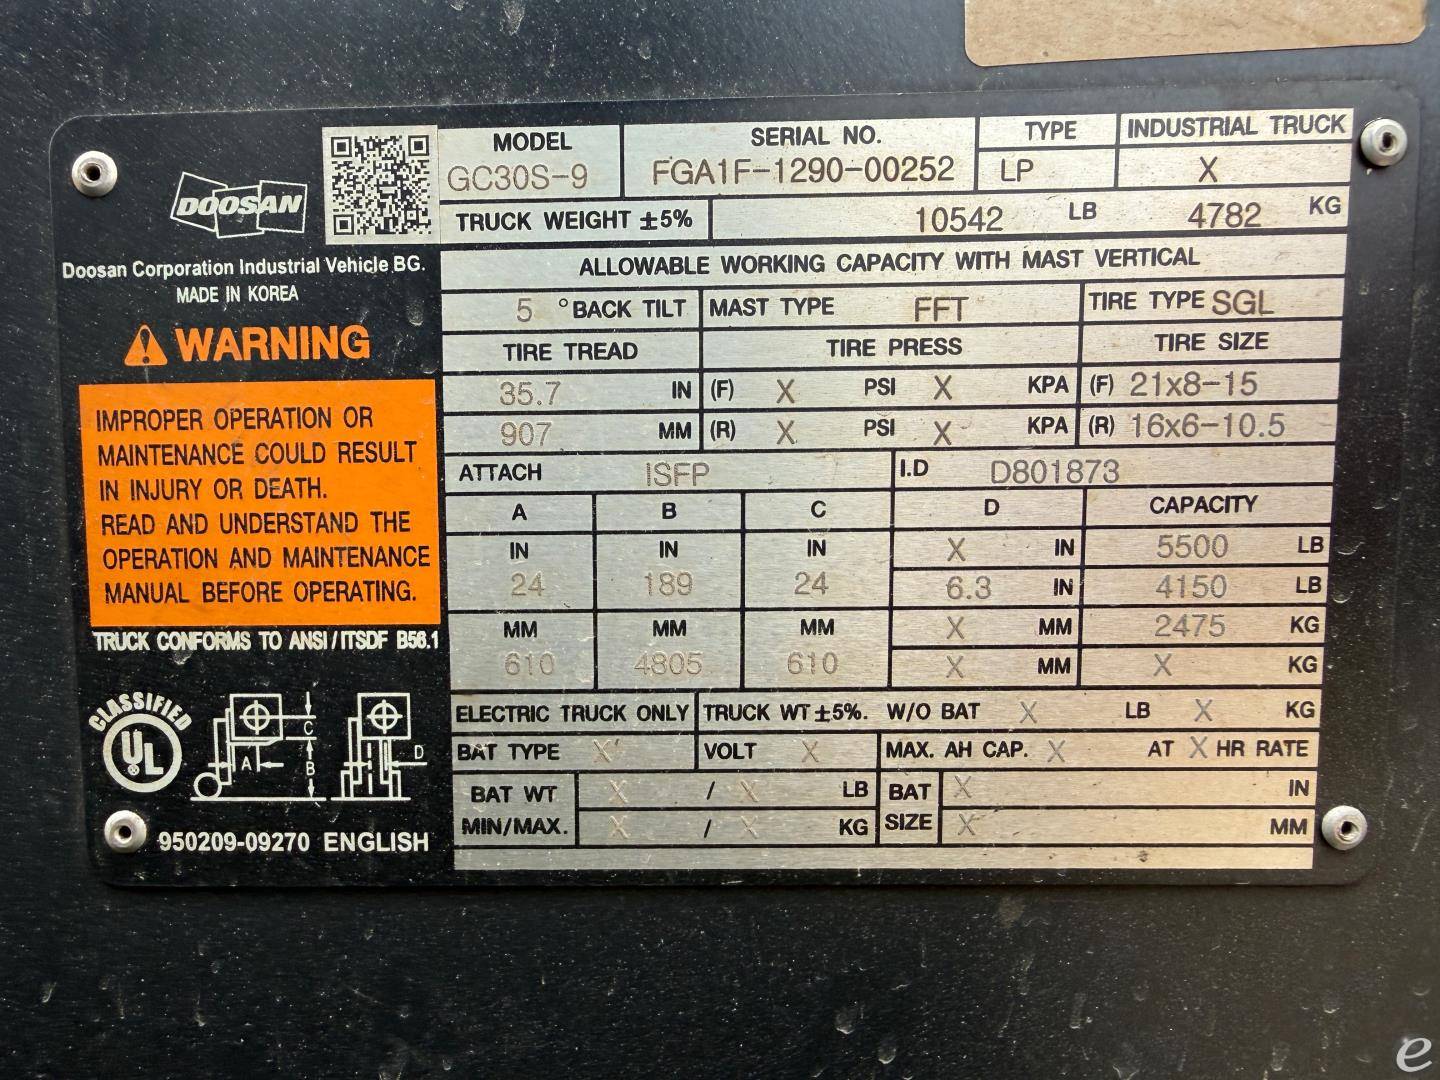 DOOSAN
Doosan Corporation Industrial Vehicle BG.
MADE IN KOREA
WARNING
IMPROPER OPERATION OR
MAINTENANCE COULD RESULT
IN INJURY OR DEATH.
READ AND UNDERSTAND THE
OPERATION AND MAINTENANCE
MANUAL BEFORE OPERATING.
TRUCK CONFORMS TO ANSI/ITSDF B56.1
CLASSIFIED
UL
A B C D
950209-09270 ENGLISH
MODEL SERIAL NO. TYPE INDUSTRIAL TRUCK
GC30S-9 FGA1F-1290-00252 LP X
TRUCK WEIGHT ±5% 10542 LB 4782 KG
ALLOWABLE WORKING CAPACITY WITH MAST VERTICAL
5 °BACK TILT MAST TYPE FFT TIRE TYPE SGL
TIRE TREAD TIRE PRESS TIRE SIZE
35.7 IN (F) X PSI X KPA (F) 21x8-15
907 MM (R) X PSI X KPA (R) 16x6-10.5
ATTACH ISFP I.D D801873
A B C D CAPACITY
IN IN IN X IN 5500 LB
24 189 24 6.3 IN 4150 LB
MM MM MM X MM 2475 KG
610 4805 610 X MM X KG
ELECTRIC TRUCK ONLY TRUCK WT ±5%. W/O BAT X LB X KG
BAT TYPE X VOLT X MAX. AH CAP. X AT X HR RATE
BAT WT X / X LB BAT X IN
MIN/MAX. X / X KG SIZE X MM
e